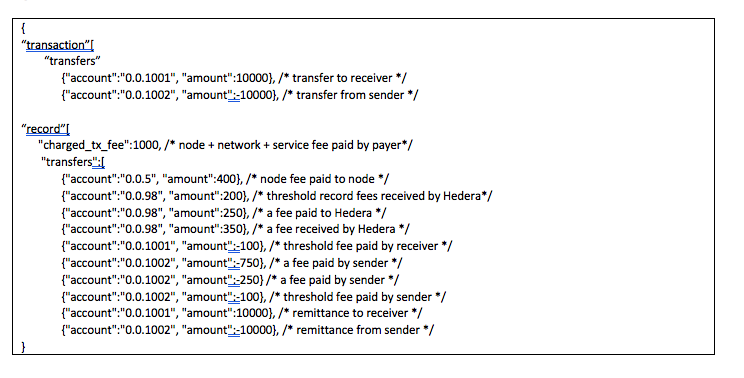 {
“transaction”[
“transfers”
{"account":"0.0.1001", "amount":10000}, /* transfer to receiver */
{"account":"0.0.1002", "amount":-10000}, /* transfer from sender */
“record”[
"charged_tx_fee":1000, /* node + network + service fee paid by payer*/
"transfers":[
{"account":"0.0.5", "amount":400}, /* node fee paid to node */
{"account":"0.0.98", "amount":200}, /* threshold record fees received by Hedera*/
{"account":"0.0.98", "amount":250}, /* a fee paid to Hedera */
{"account":"0.0.98", "amount":350}, /* a fee received by Hedera */
{"account":"0.0.1001", "amount":-100}, /* threshold fee paid by receiver */
{"account":"0.0.1002", "amount":-750}, /* a fee paid by sender */
{"account":"0.0.1002", "amount":-250} /* a fee paid by sender */
{"account":"0.0.1002", "amount":-100}, /* threshold fee paid by sender */
{"account":"0.0.1001", "amount":10000}, /* remittance to receiver */
{"account":"0.0.1002", "amount":-10000}, /* remittance from sender */
}